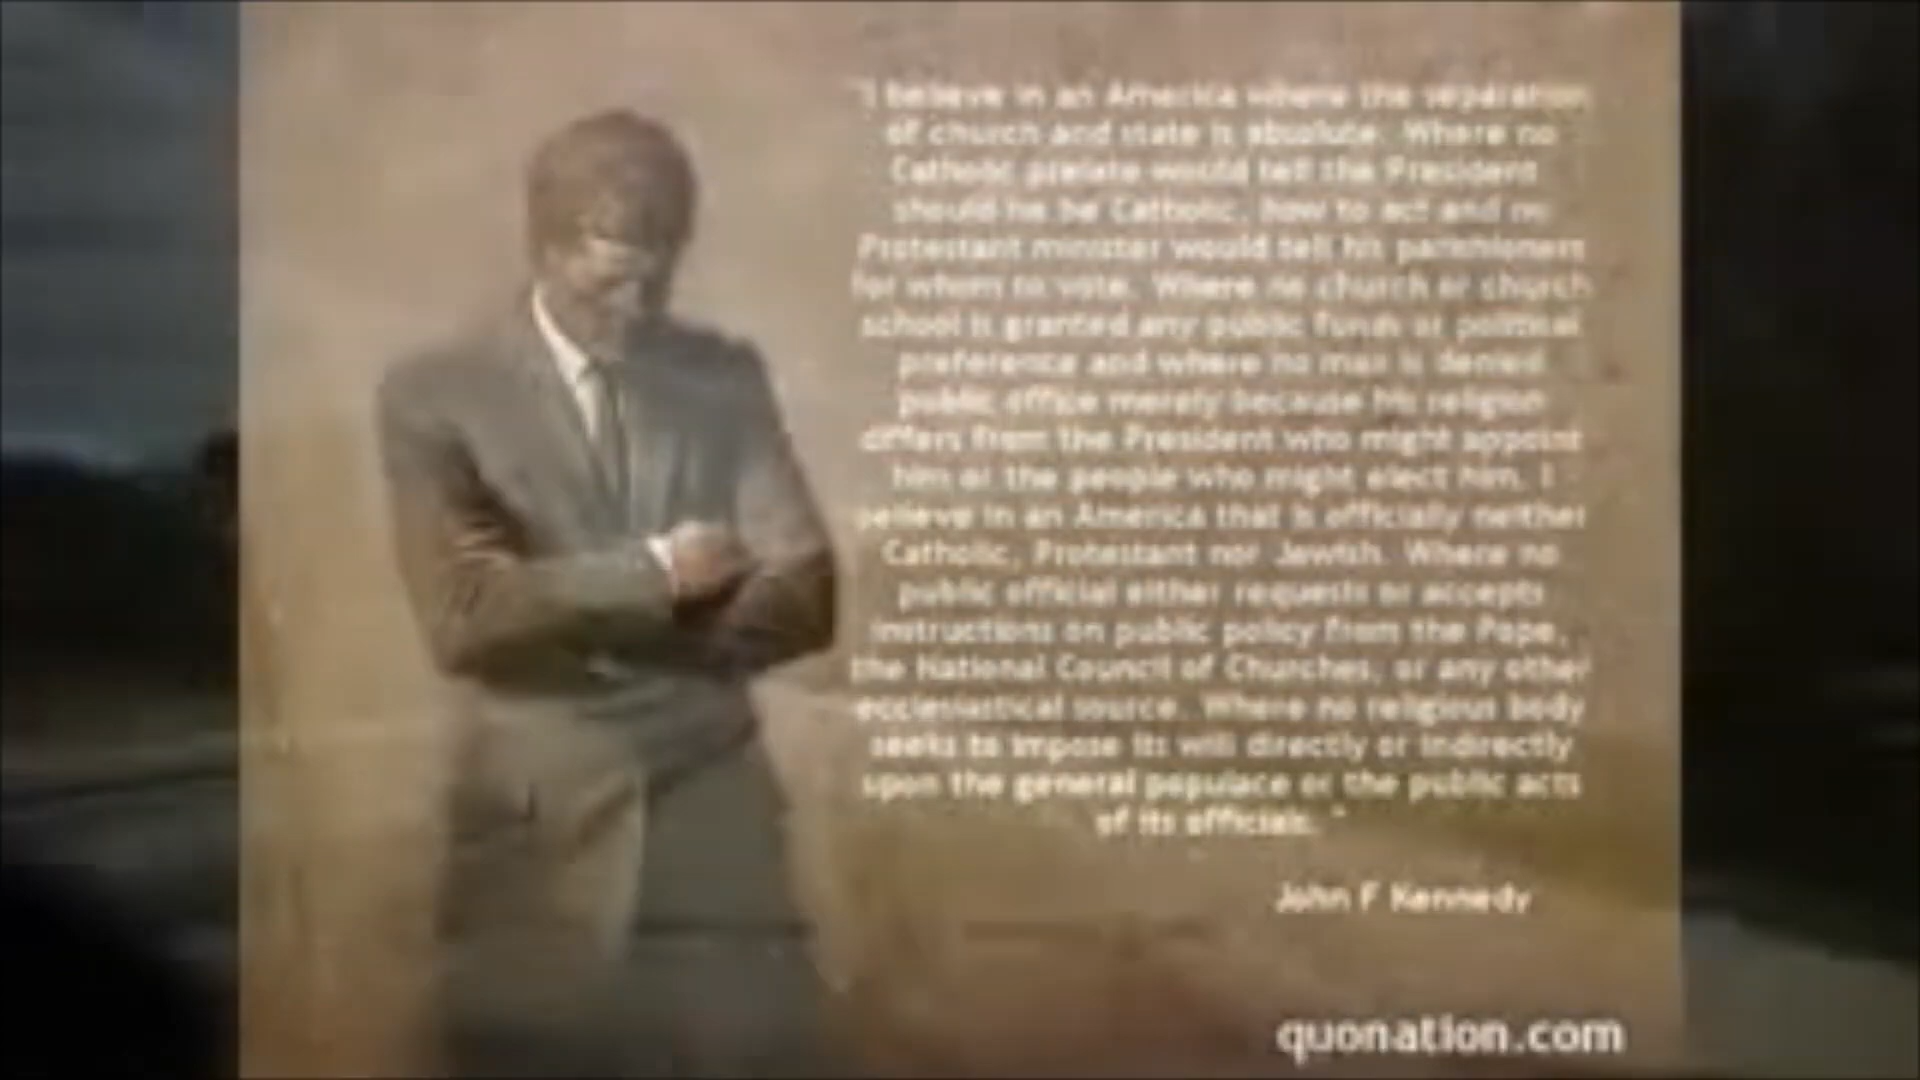 "I believe in an America where the separation
of church and state is absolute. Where no
Catholic prelate would tell the President
should he be Catholic, how to act and no
Protestant minister would tell his parishioners
for whom to vote. Where no church or church
school is granted any public funds or political
preference and where no man is denied
public office merely because his religion
differs from the President who might appoint
him or the people who might elect him. I
believe in an America that is officially neither
Catholic, Protestant nor Jewish. Where no
public official either requests or accepts
instructions on public policy from the Pope,
the National Council of Churches, or any other
ecclesiastical source. Where no religious body
seeks to impose its will directly or indirectly
upon the general populace or the public acts
of its officials. "
John F Kennedy
quonation.com